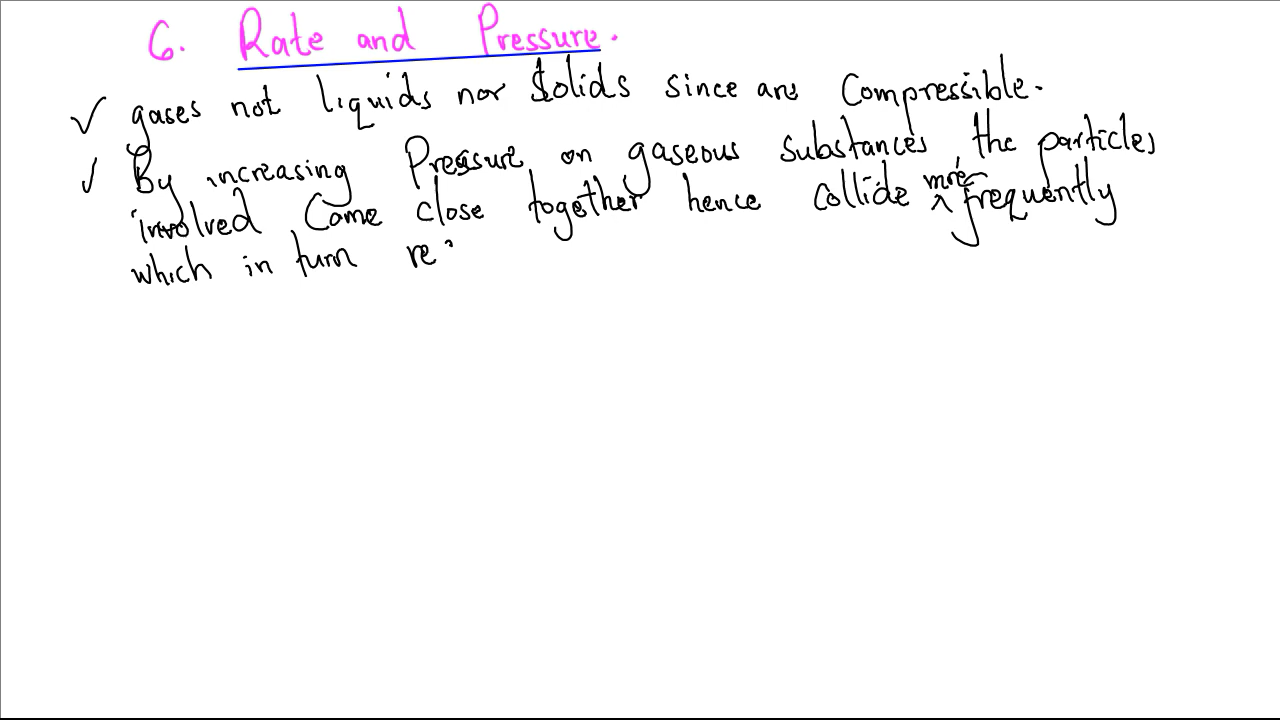 6. Rate and Pressure.
✓ gases not liquids nor Solids since are Compressible.
✓ By increasing Pressure on gaseous substances, the particles
involved Come close together hence collide more frequently
which in turn re